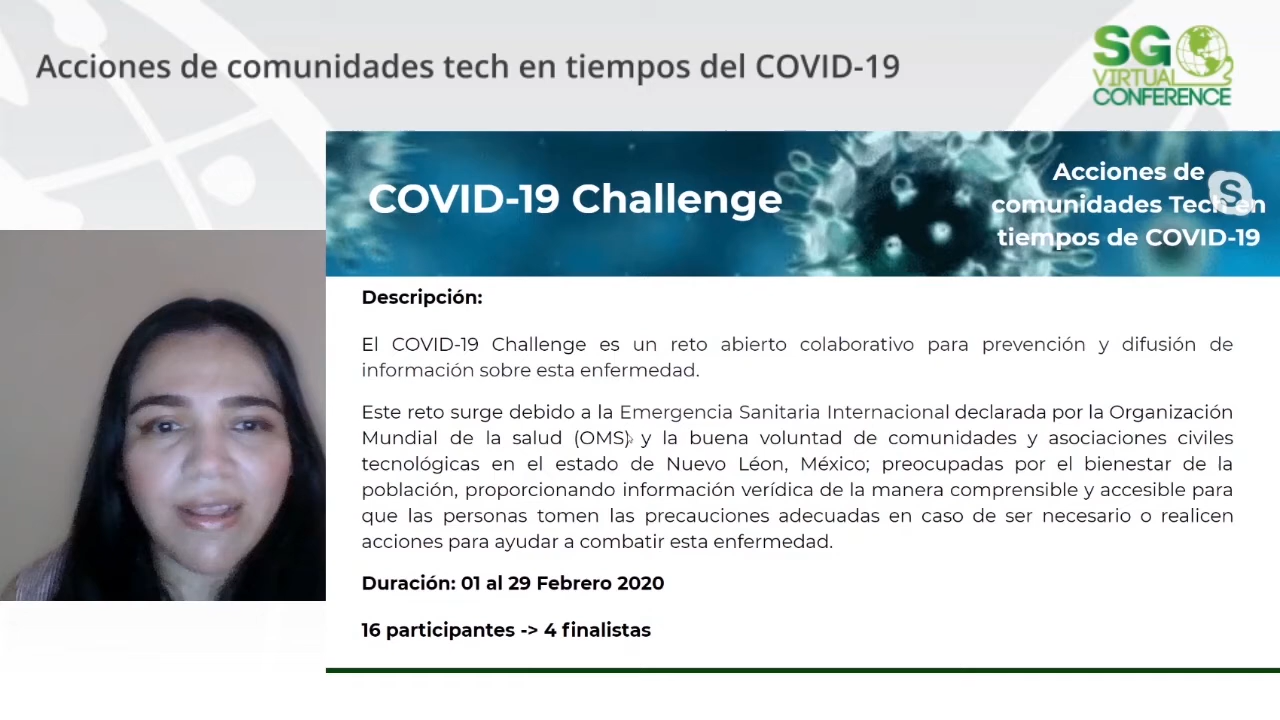 Acciones de comunidades tech en tiempos del COVID-19
SG
VIRTUAL
CONFERENCE
COVID-19 Challenge
Acciones de
comunidades Tech en
tiempos de COVID-19
Descripción:
El COVID-19 Challenge es un reto abierto colaborativo para prevención y difusión de
información sobre esta enfermedad.
Este reto surge debido a la Emergencia Sanitaria Internacional declarada por la Organización
Mundial de la salud (OMS) y la buena voluntad de comunidades y asociaciones civiles
tecnológicas en el estado de Nuevo Léon, México; preocupadas por el bienestar de la
población, proporcionando información verídica de la manera comprensible y accesible para
que las personas tomen las precauciones adecuadas en caso de ser necesario o realicen
acciones para ayudar a combatir esta enfermedad.
Duración: 01 al 29 Febrero 2020
16 participantes -> 4 finalistas